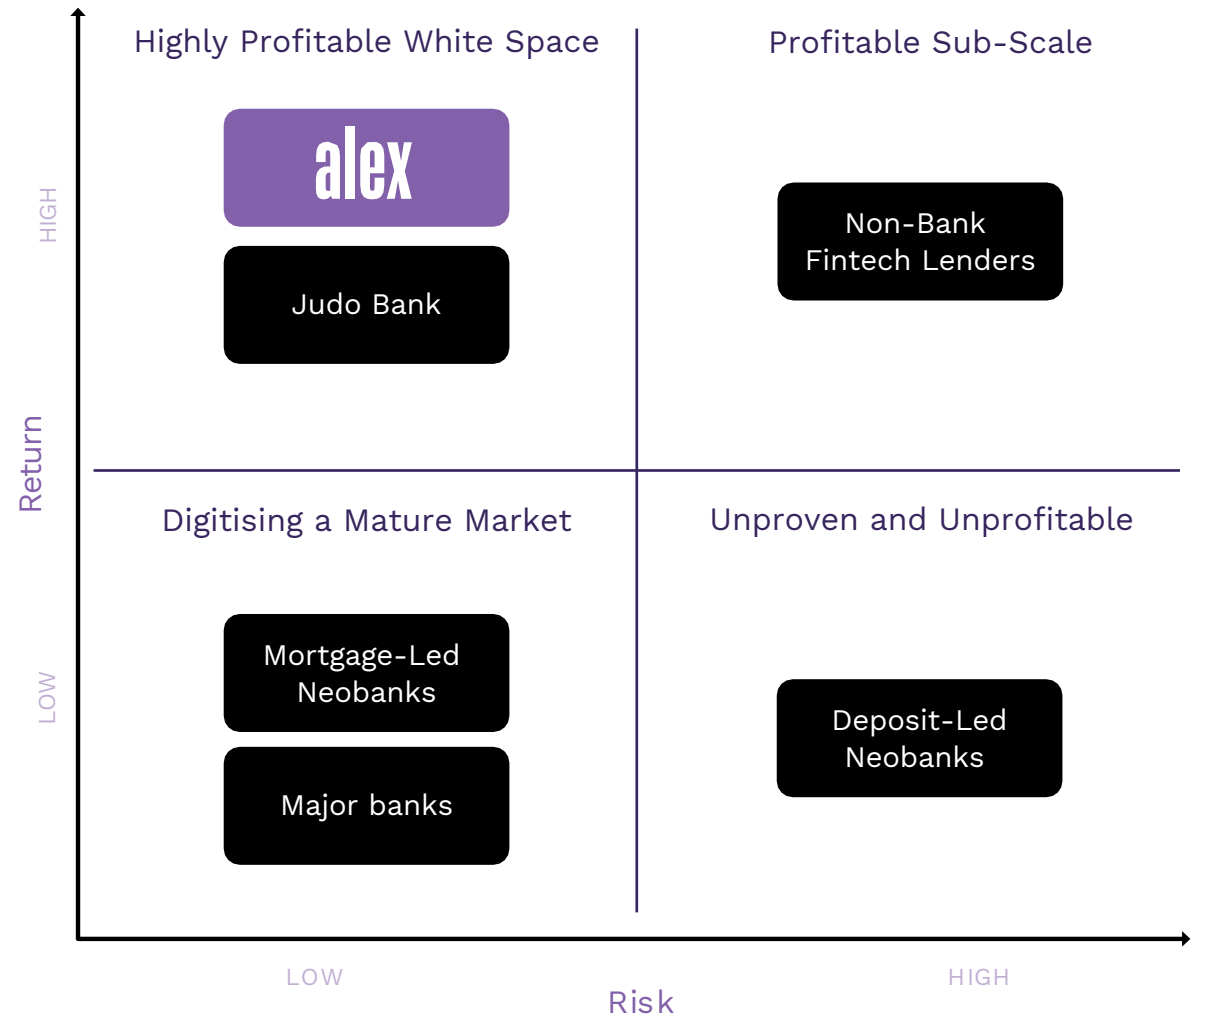 Highly Profitable White Space
Profitable Sub-Scale
alex
Judo Bank
Non-Bank
Fintech Lenders
HIGH
Return
Digitising a Mature Market
Unproven and Unprofitable
Mortgage-Led
Neobanks
Major banks
Deposit-Led
Neobanks
LOW
LOW
HIGH
Risk